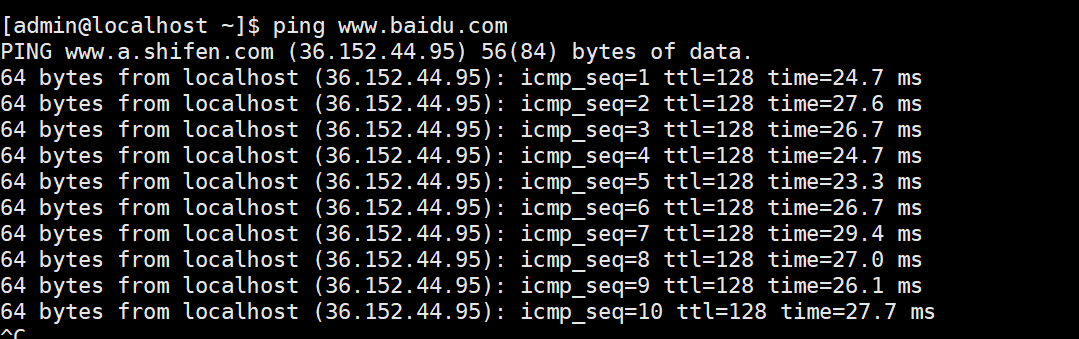 [admin@localhost ~]$ ping www.baidu.com
PING www.a.shifen.com (36.152.44.95) 56(84) bytes of data.
64 bytes from localhost (36.152.44.95): icmp_seq=1 ttl=128 time=24.7 ms
64 bytes from localhost (36.152.44.95): icmp_seq=2 ttl=128 time=27.6 ms
64 bytes from localhost (36.152.44.95): icmp_seq=3 ttl=128 time=26.7 ms
64 bytes from localhost (36.152.44.95): icmp_seq=4 ttl=128 time=24.7 ms
64 bytes from localhost (36.152.44.95): icmp_seq=5 ttl=128 time=23.3 ms
64 bytes from localhost (36.152.44.95): icmp_seq=6 ttl=128 time=26.7 ms
64 bytes from localhost (36.152.44.95): icmp_seq=7 ttl=128 time=29.4 ms
64 bytes from localhost (36.152.44.95): icmp_seq=8 ttl=128 time=27.0 ms
64 bytes from localhost (36.152.44.95): icmp_seq=9 ttl=128 time=26.1 ms
64 bytes from localhost (36.152.44.95): icmp_seq=10 ttl=128 time=27.7 ms
^C